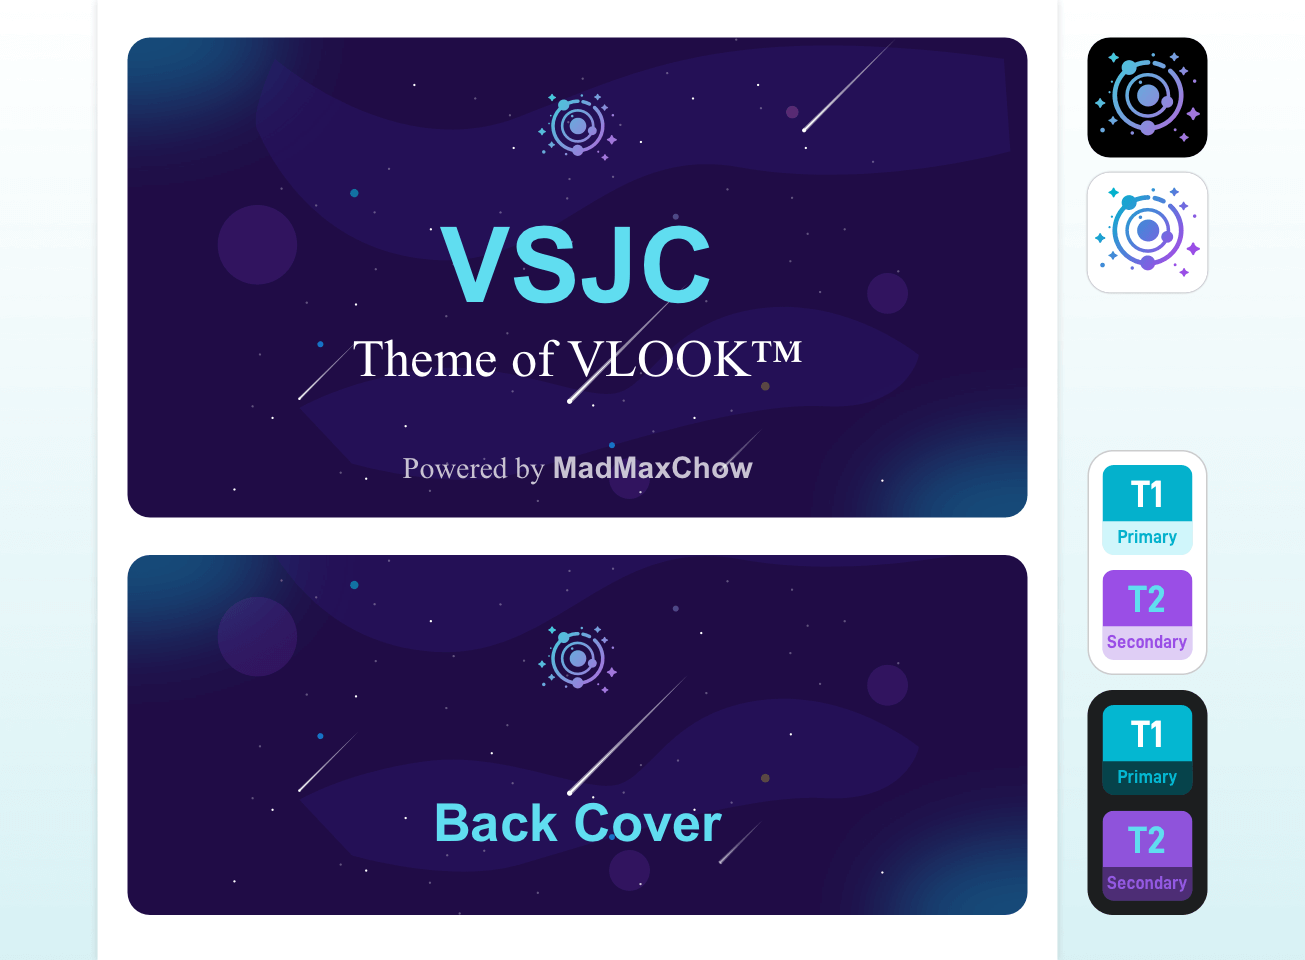 VSJC
Theme of VLOOK™
Powered by MadMaxChow
Back Cover
T1
Primary
T2
Secondary
T1
Primary
T2
Secondary